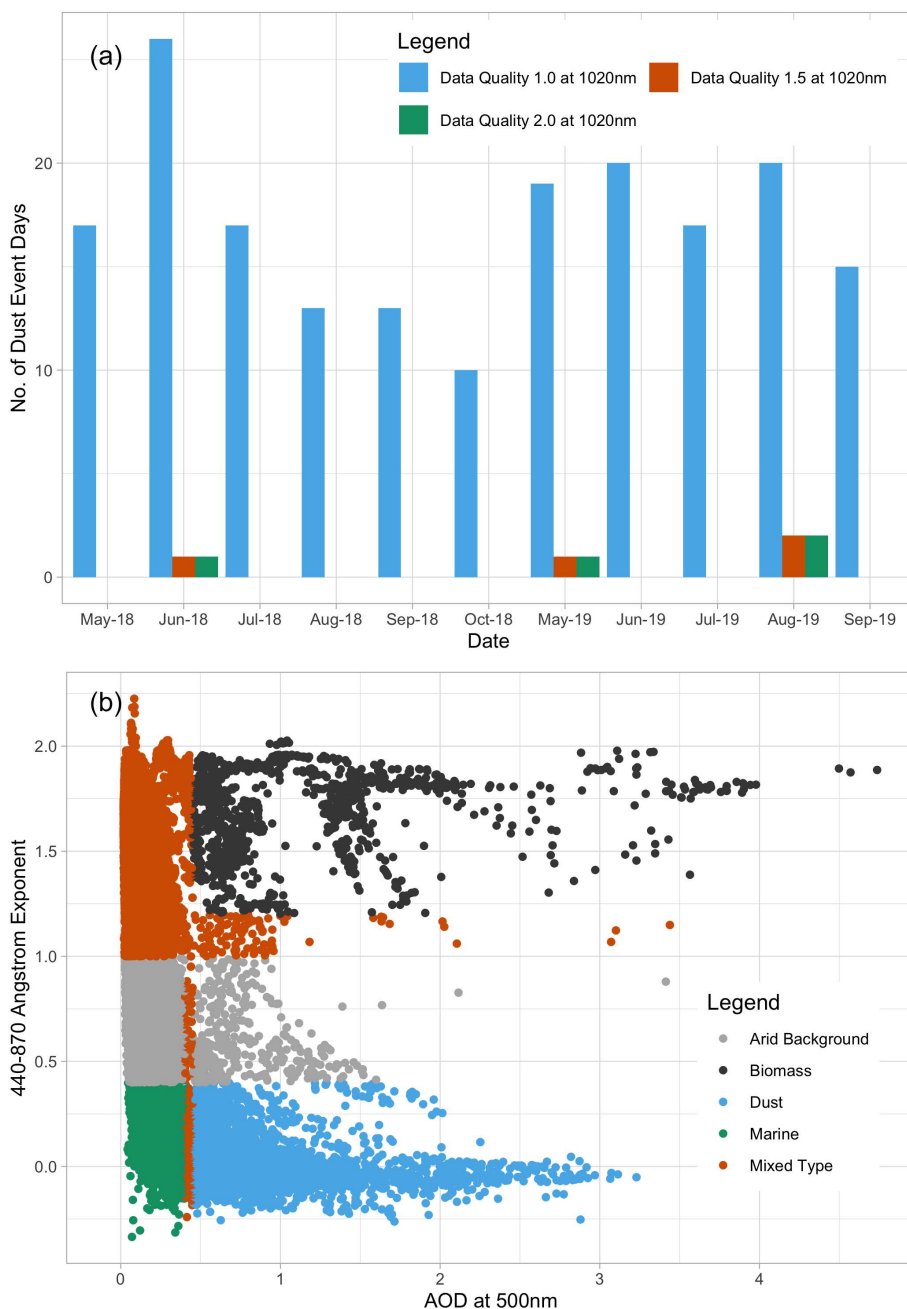 (a)
Legend
Data Quality 1.0 at 1020nm
Data Quality 1.5 at 1020nm
Data Quality 2.0 at 1020nm
No. of Dust Event Days
20
10
0
May-18 Jun-18 Jul-18 Aug-18 Sep-18 Oct-18 May-19 Jun-19 Jul-19 Aug-19 Sep-19
Date
(b)
440-870 Angstrom Exponent
2.0
1.5
1.0
0.5
0.0
Legend
Arid Background
Biomass
Dust
Marine
Mixed Type
0 1 2 3 4
AOD at 500nm